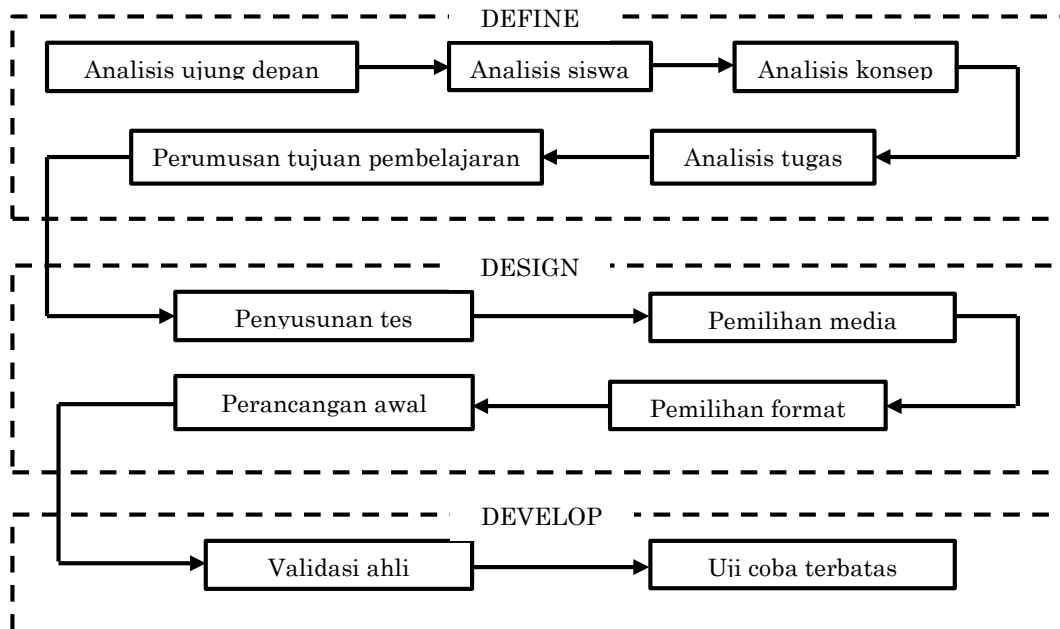 DEFINE
Analisis ujung depan
Analisis siswa
Analisis konsep
Analisis tugas
Perumusan tujuan pembelajaran
DESIGN
Penyusunan tes
Pemilihan media
Pemilihan format
Perancangan awal
DEVELOP
Validasi ahli
Uji coba terbatas